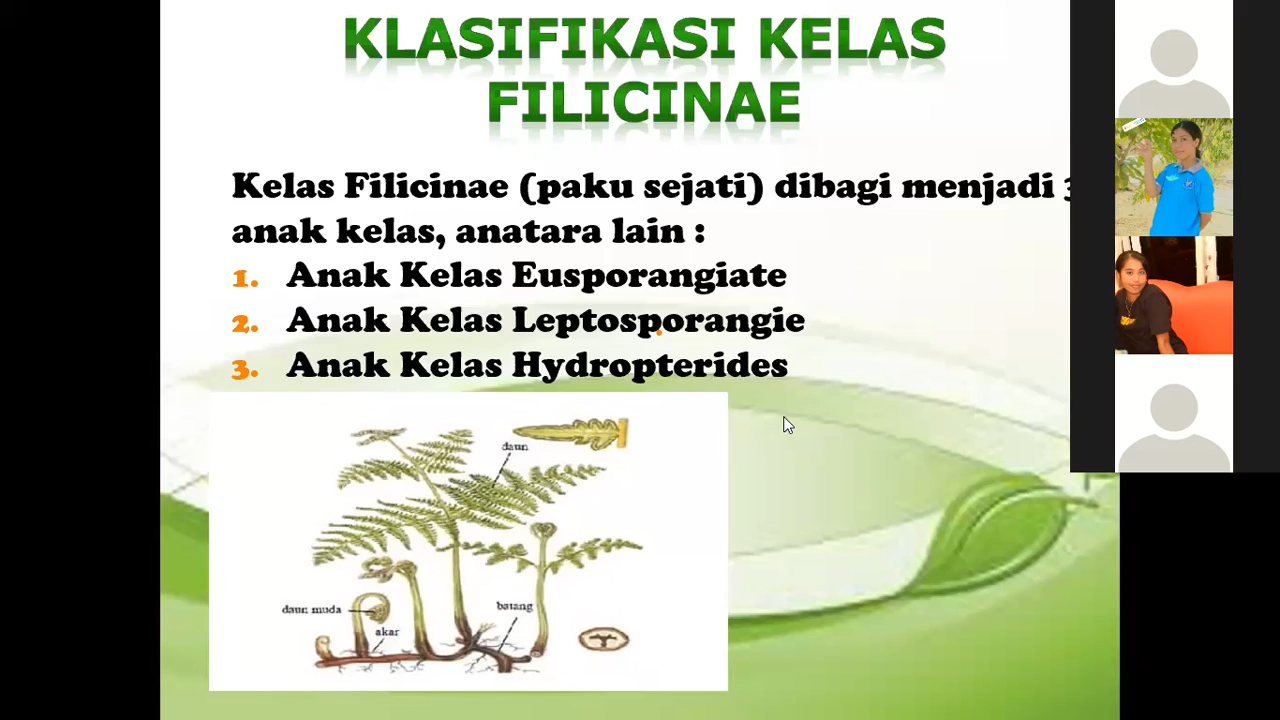 KLASIFIKASI KELAS
FILICINAE
Kelas Filicinae (paku sejati) dibagi menjadi 3
anak kelas, anatara lain :
1. Anak Kelas Eusporangiate
2. Anak Kelas Leptosporangie
3. Anak Kelas Hydropterides
daun
daun muda
batang
akar